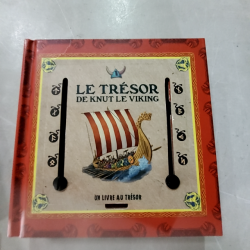 LE TRÉSOR
DE KNUT LE VIKING
UN LIVRE AU TRÉSOR